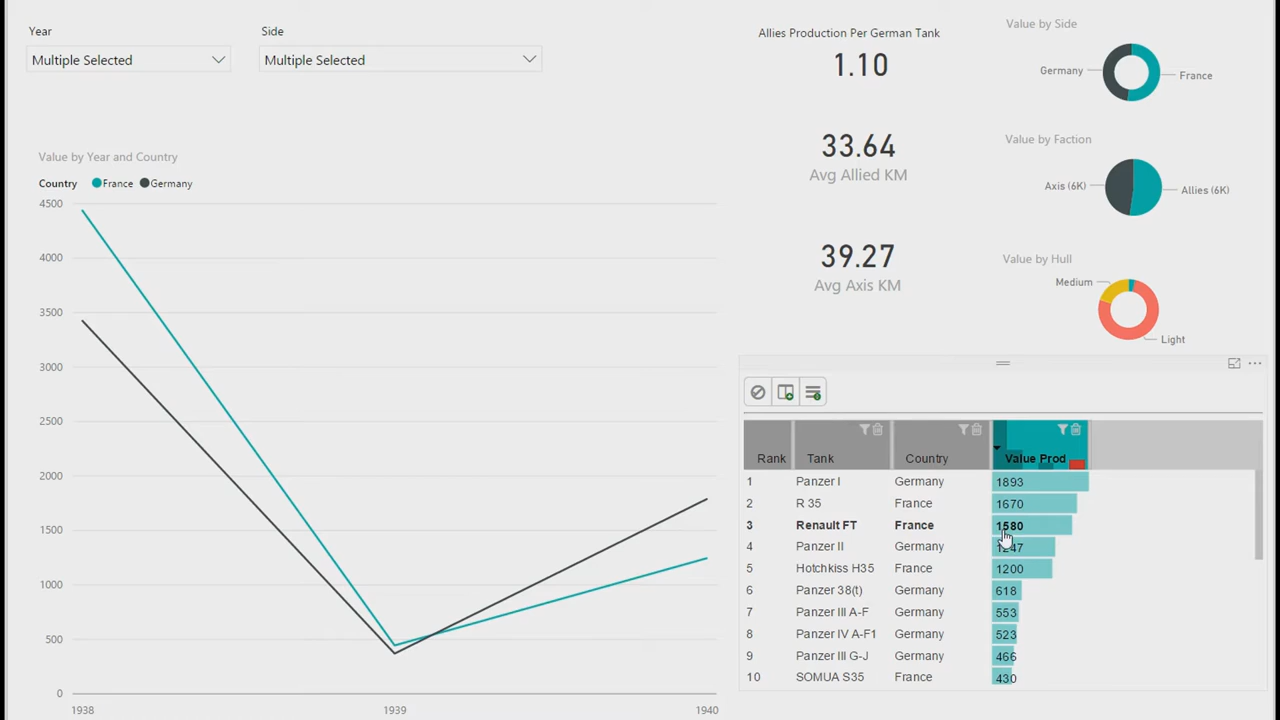 Year
Multiple Selected
Side
Multiple Selected
Allies Production Per German Tank
1.10
33.64
Avg Allied KM
39.27
Avg Axis KM
Value by Side
Germany
France
Value by Faction
Axis (6K)
Allies (6K)
Value by Hull
Medium
Light
Value by Year and Country
Country France Germany
4500
4000
3500
3000
2500
2000
1500
1000
500
0
1938 1939 1940
Rank Tank Country Value Prod
1 Panzer I Germany 1893
2 R 35 France 1670
3 Renault FT France 1580
4 Panzer II Germany 1247
5 Hotchkiss H35 France 1200
6 Panzer 38(t) Germany 618
7 Panzer III A-F Germany 553
8 Panzer IV A-F1 Germany 523
9 Panzer III G-J Germany 466
10 SOMUA S35 France 430